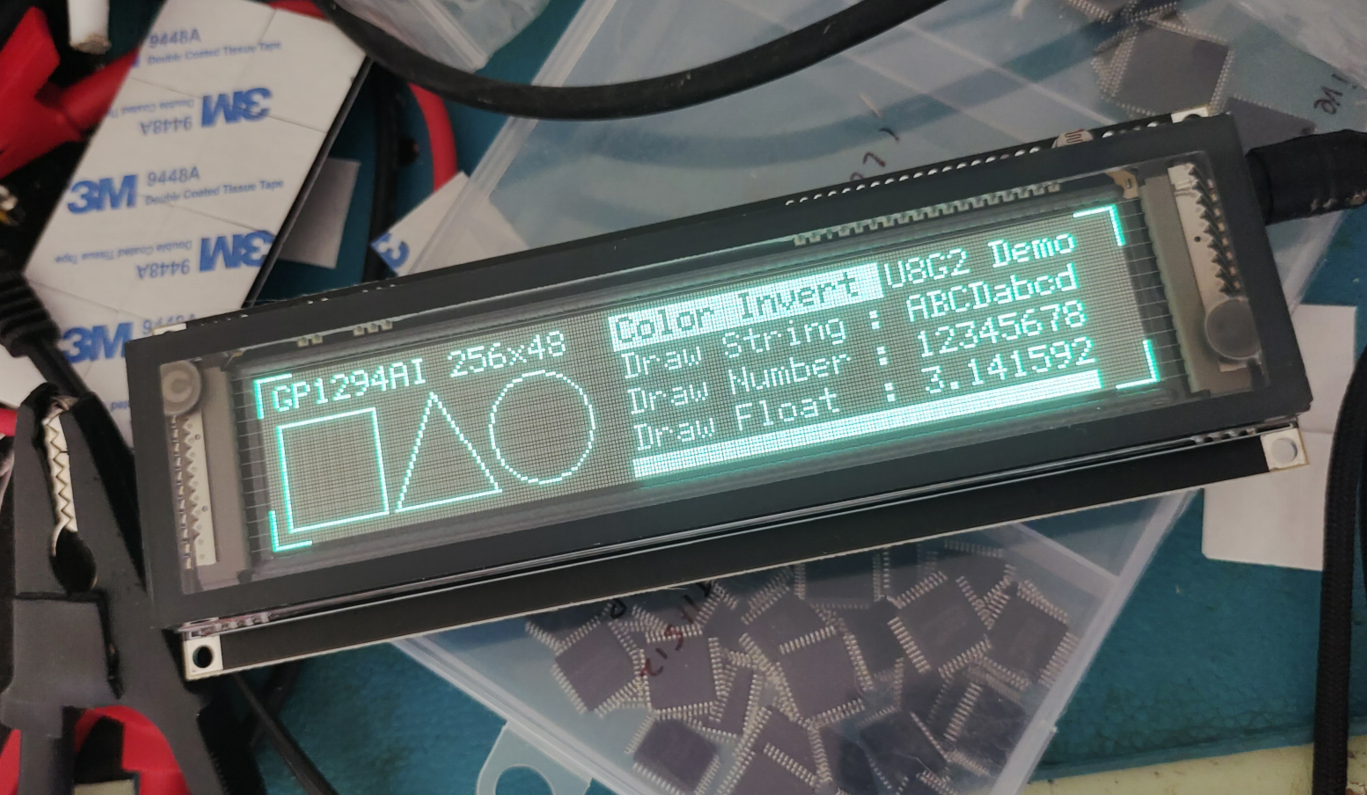 9448A
Double Coated Tissue Tape
3M
9448A
3M
9448A
Double Coated Tissue Tape
3M
9448A
3M
GP1294AI 256x48
Color Invert U8G2 Demo
Draw String : ABCDabcd
Draw Number : 12345678
Draw Float : 3.141592